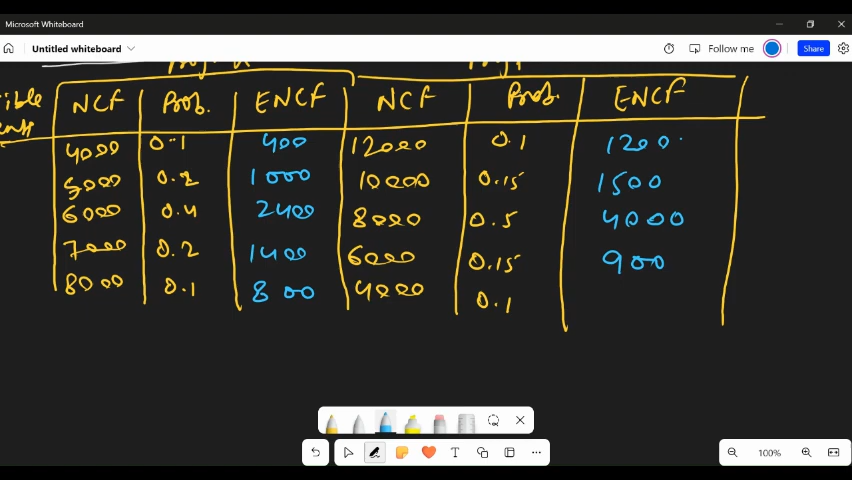 Microsoft Whiteboard
Untitled whiteboard
Follow me
Share
NCF Prob. ENCF NCF Prob. ENCF
4000 0.1 400 12000 0.1 1200
5000 0.2 1000 10000 0.15 1500
6000 0.4 2400 8000 0.5 4000
7000 0.2 1400 6000 0.15 900
8000 0.1 800 4000 0.1
T
100%